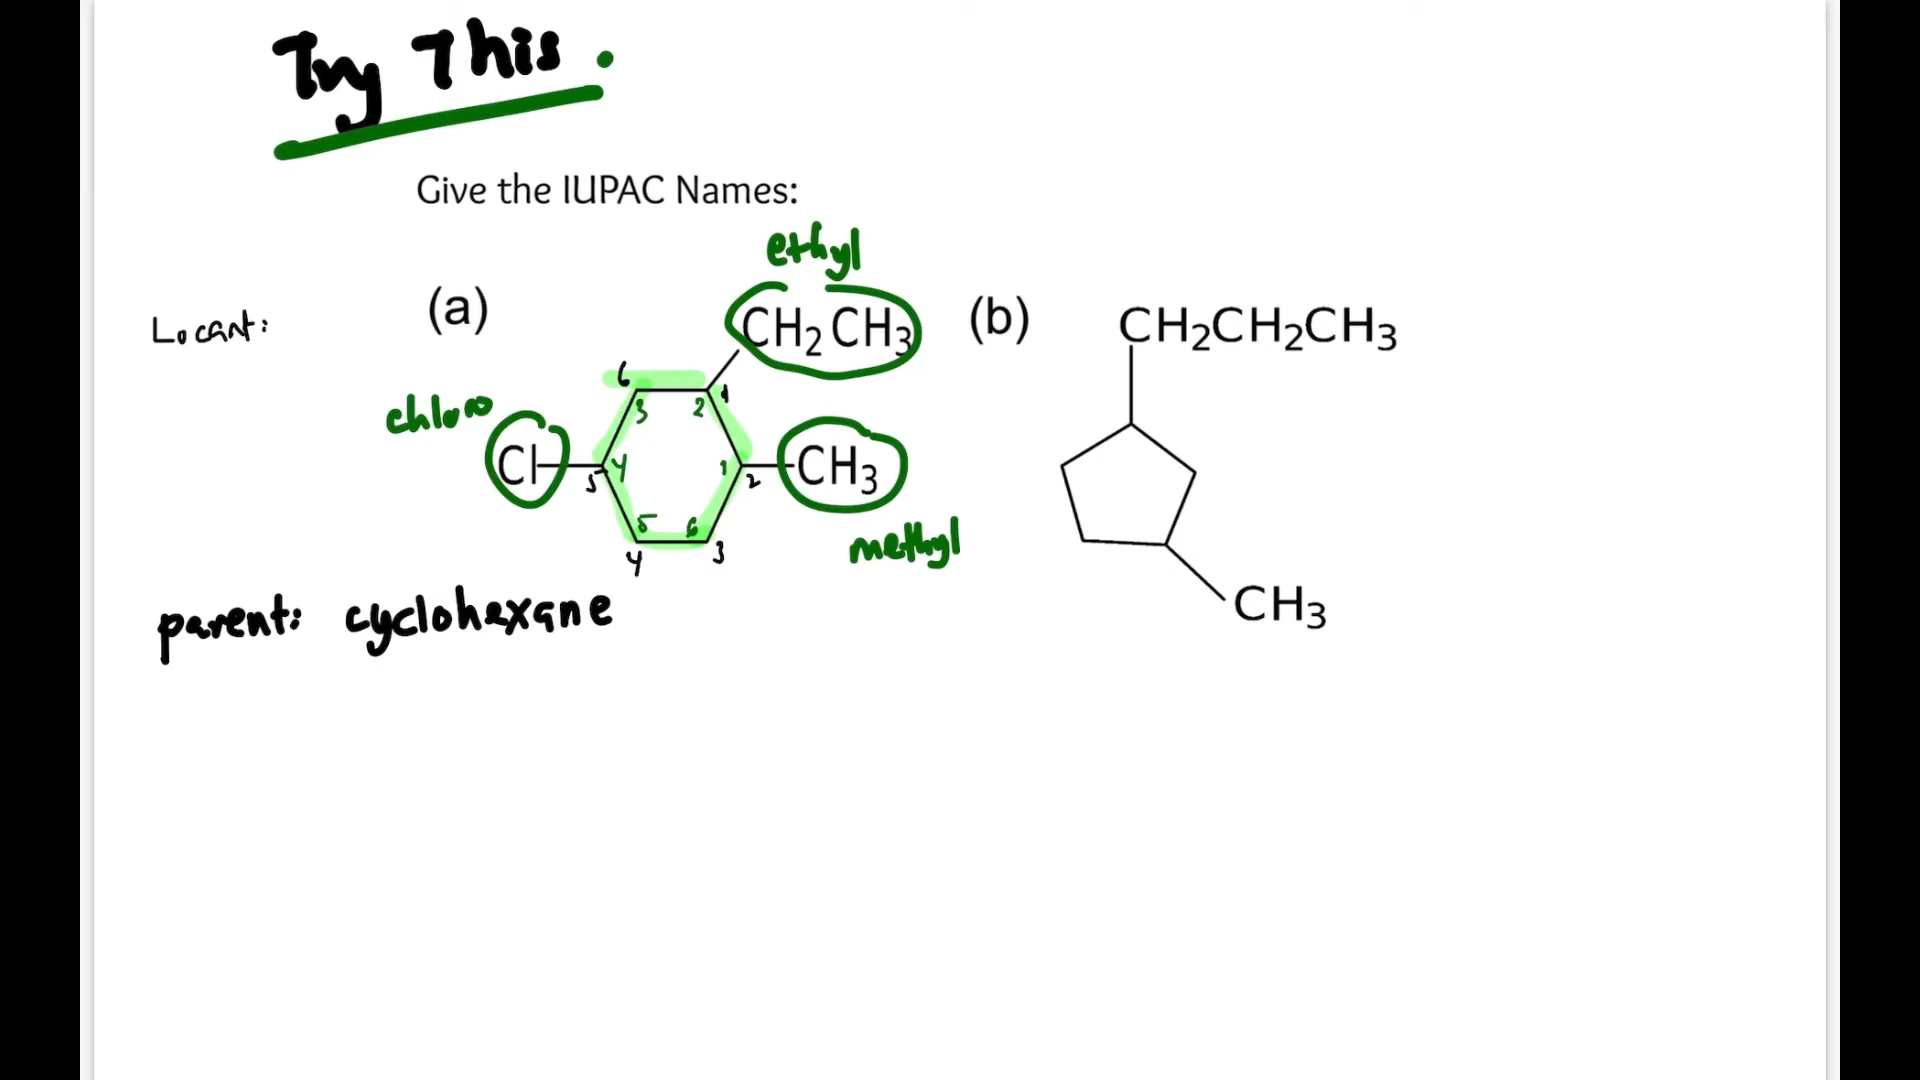 Try This.
Give the IUPAC Names:
ethyl
Locant:
(a)
CH2CH3
(b)
CH2CH2CH3
6
1
chloro
3
2
Cl
5
4
1
2
CH3
5
6
4
3
methyl
CH3
parent: cyclohexane